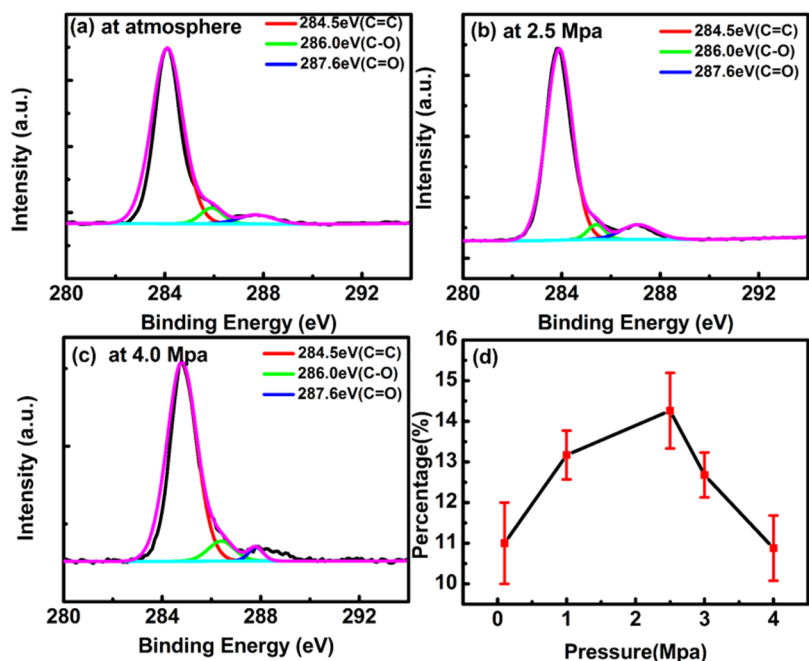 (a) at atmosphere
284.5eV(C=C)
286.0eV(C-O)
287.6eV(C=O)
Intensity (a.u.)
280 284 288 292
Binding Energy (eV)
(b) at 2.5 Mpa
284.5eV(C=C)
286.0eV(C-O)
287.6eV(C=O)
Intensity (a.u.)
280 284 288 292
Binding Energy (eV)
(c) at 4.0 Mpa
284.5eV(C=C)
286.0eV(C-O)
287.6eV(C=O)
Intensity (a.u.)
280 284 288 292
Binding Energy (eV)
(d)
16
15
14
13
12
11
10
Percentage(%)
0 1 2 3 4
Pressure(Mpa)